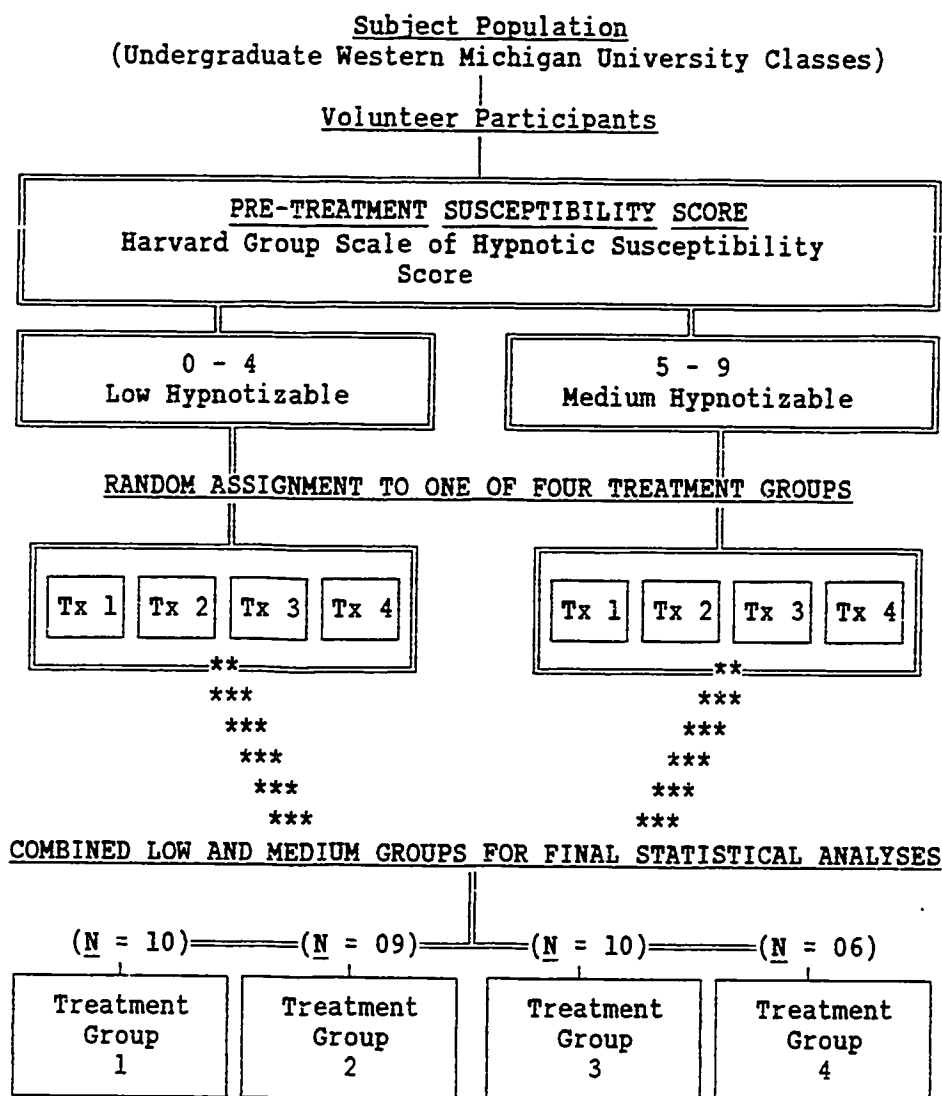 Subject Population
(Undergraduate Western Michigan University Classes)
Volunteer Participants
PRE-TREATMENT SUSCEPTIBILITY SCORE
Harvard Group Scale of Hypnotic Susceptibility
Score
0 - 4
Low Hypnotizable
5 - 9
Medium Hypnotizable
RANDOM ASSIGNMENT TO ONE OF FOUR TREATMENT GROUPS
Tx 1 Tx 2 Tx 3 Tx 4
Tx 1 Tx 2 Tx 3 Tx 4
** **
*** ***
*** ***
*** ***
*** ***
*** ***
COMBINED LOW AND MEDIUM GROUPS FOR FINAL STATISTICAL ANALYSES
(N = 10) (N = 09) (N = 10) (N = 06)
Treatment
Group
1
Treatment
Group
2
Treatment
Group
3
Treatment
Group
4